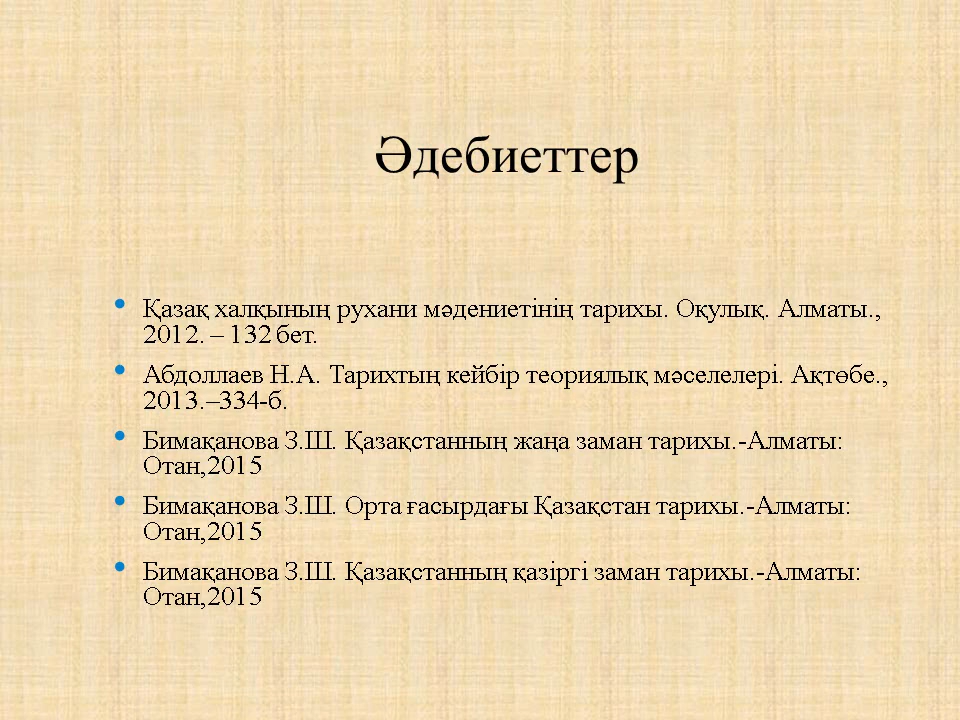 Әдебиеттер
• Қазақ халқының рухани мәдениетінің тарихы. Оқулық. Алматы.,
2012. – 132 бет.
• Абдоллаев Н.А. Тарихтың кейбір теориялық мәселелері. Ақтөбе.,
2013.–334-б.
• Бимақанова З.Ш. Қазақстанның жаңа заман тарихы.-Алматы:
Отан,2015
• Бимақанова З.Ш. Орта ғасырдағы Қазақстан тарихы.-Алматы:
Отан,2015
• Бимақанова З.Ш. Қазақстанның қазіргі заман тарихы.-Алматы:
Отан,2015